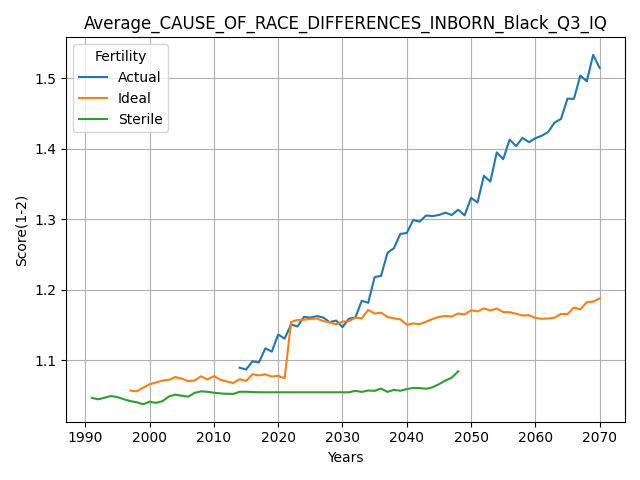 Average_CAUSE_OF_RACE_DIFFERENCES_INBORN_Black_Q3_IQ
Fertility
Actual
Ideal
Sterile
Score(1-2)
1.5
1.4
1.3
1.2
1.1
1990 2000 2010 2020 2030 2040 2050 2060 2070
Years